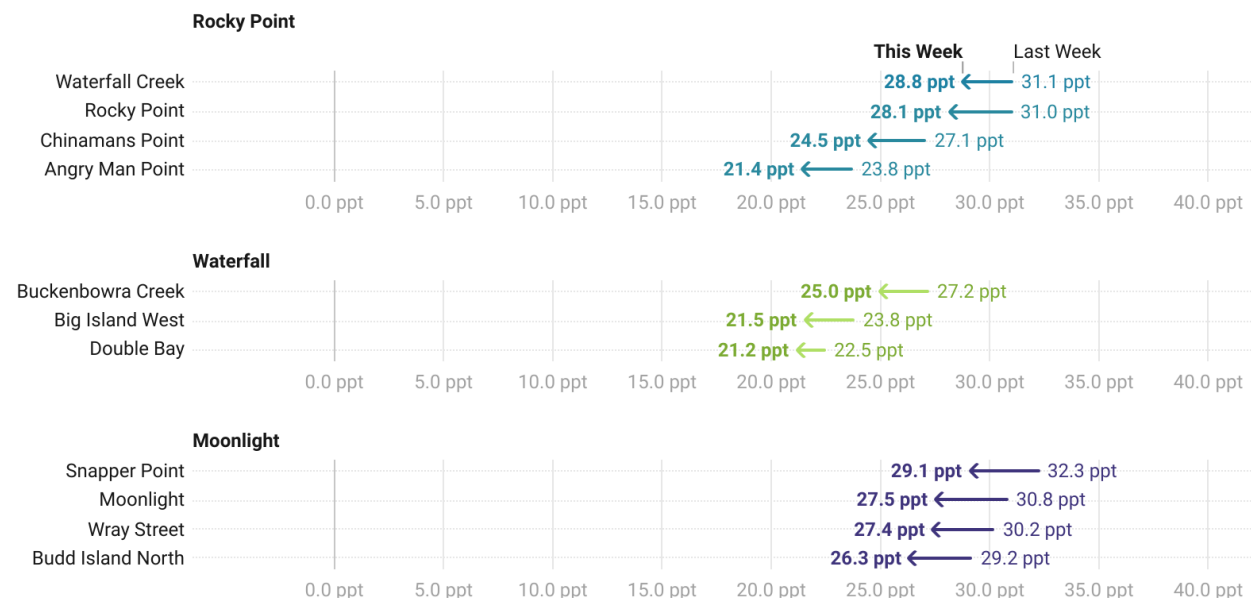 Rocky Point
This Week Last Week
Waterfall Creek 28.8 ppt 31.1 ppt
Rocky Point 28.1 ppt 31.0 ppt
Chinamans Point 24.5 ppt 27.1 ppt
Angry Man Point 21.4 ppt 23.8 ppt
0.0 ppt 5.0 ppt 10.0 ppt 15.0 ppt 20.0 ppt 25.0 ppt 30.0 ppt 35.0 ppt 40.0 ppt
Waterfall
Buckenbowra Creek 25.0 ppt 27.2 ppt
Big Island West 21.5 ppt 23.8 ppt
Double Bay 21.2 ppt 22.5 ppt
0.0 ppt 5.0 ppt 10.0 ppt 15.0 ppt 20.0 ppt 25.0 ppt 30.0 ppt 35.0 ppt 40.0 ppt
Moonlight
Snapper Point 29.1 ppt 32.3 ppt
Moonlight 27.5 ppt 30.8 ppt
Wray Street 27.4 ppt 30.2 ppt
Budd Island North 26.3 ppt 29.2 ppt
0.0 ppt 5.0 ppt 10.0 ppt 15.0 ppt 20.0 ppt 25.0 ppt 30.0 ppt 35.0 ppt 40.0 ppt